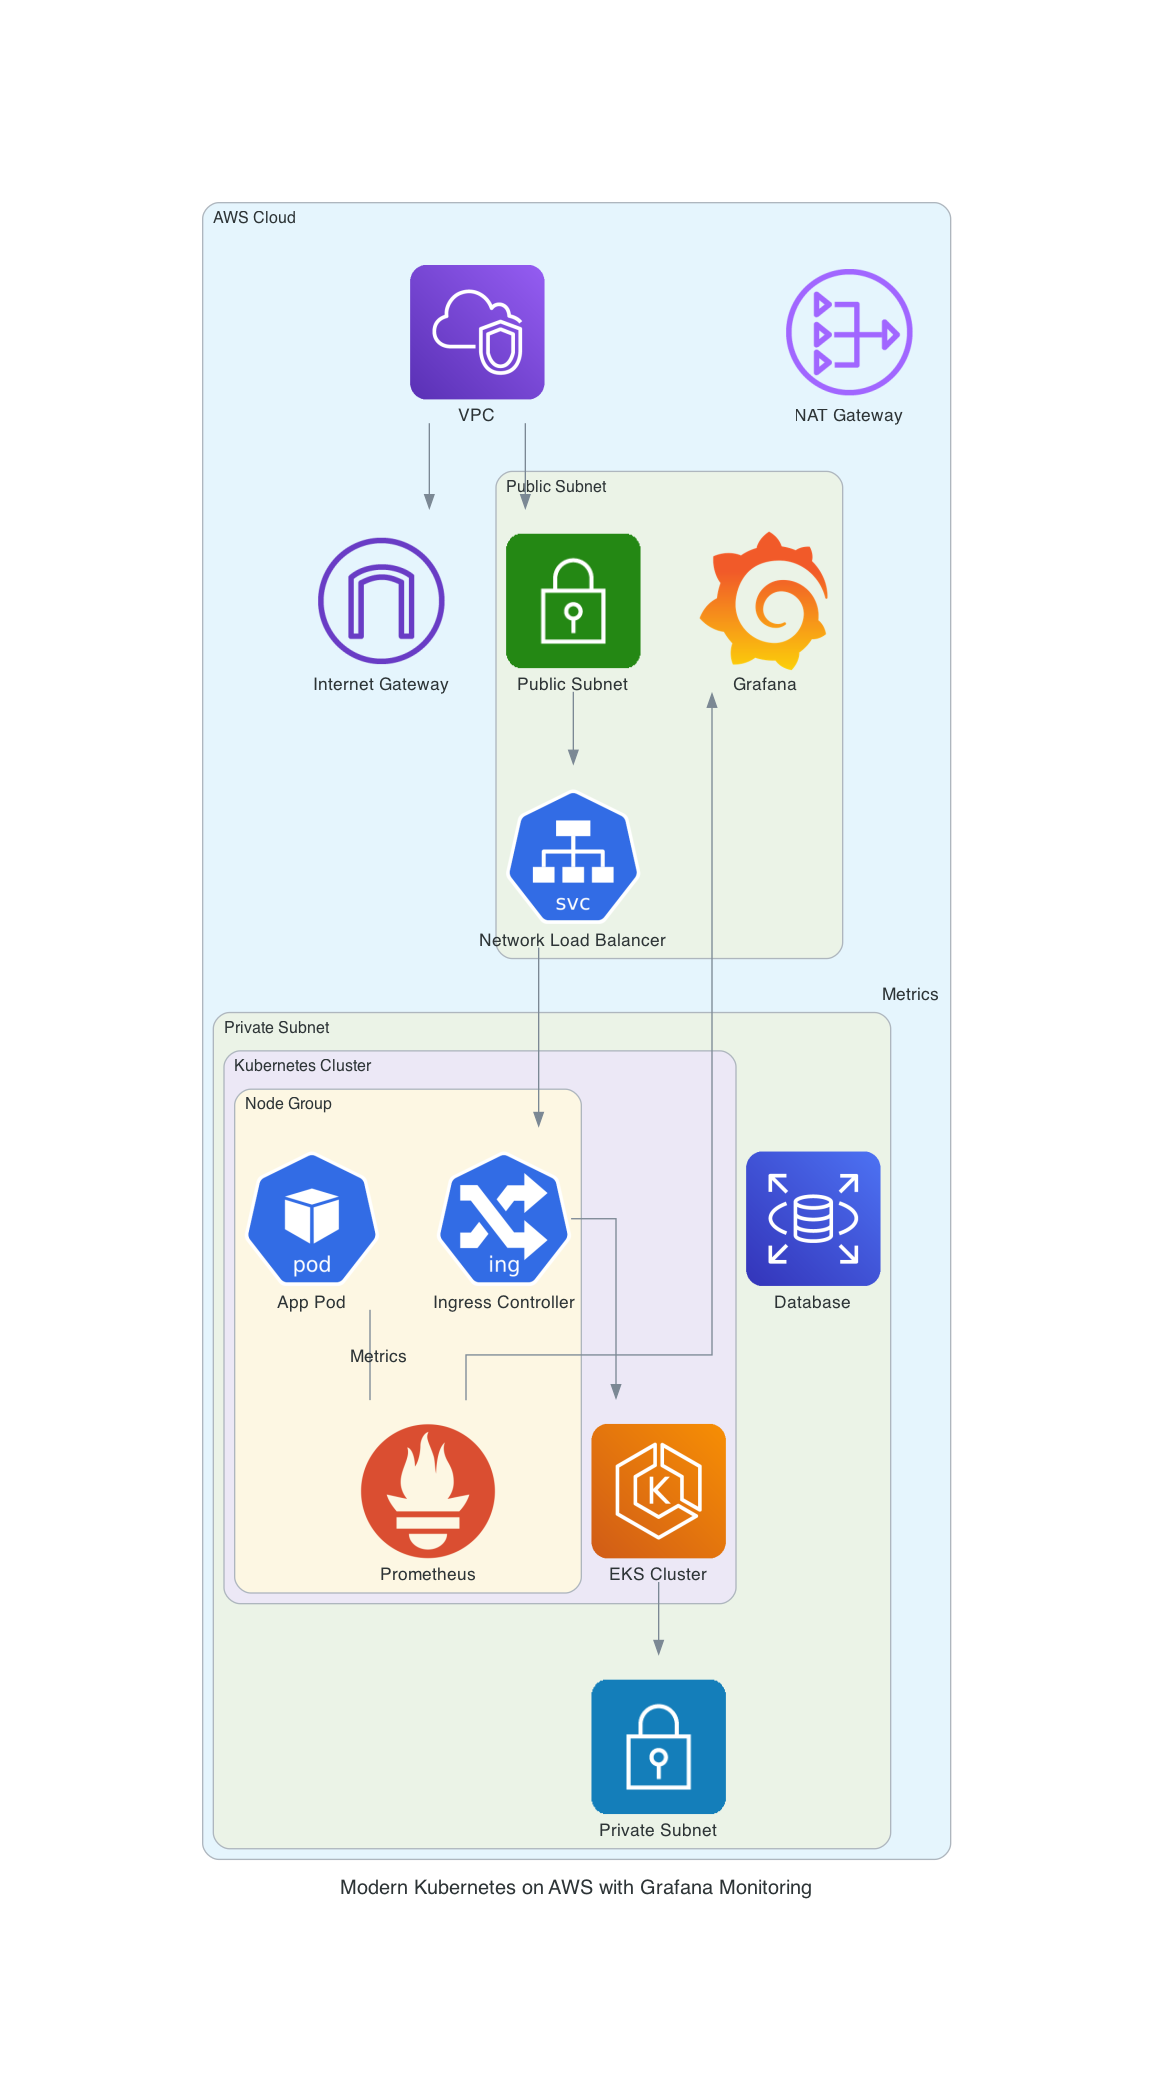 AWS Cloud
VPC
NAT Gateway
Public Subnet
Internet Gateway
Public Subnet
Grafana
svc
Network Load Balancer
Metrics
Private Subnet
Kubernetes Cluster
Node Group
pod
App Pod
ing
Ingress Controller
Database
Metrics
Prometheus
K
EKS Cluster
Private Subnet
Modern Kubernetes on AWS with Grafana Monitoring